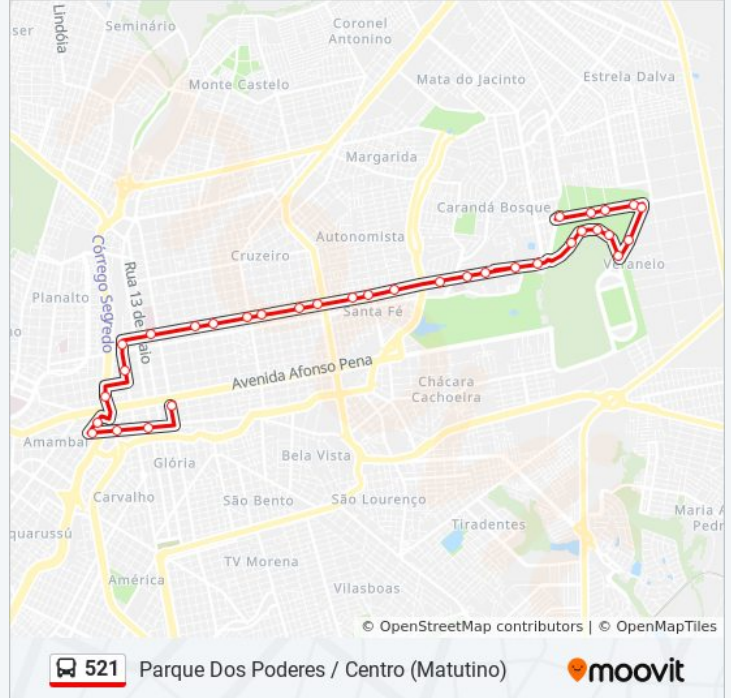 Lindóia
Seminário
Coronel
Antonino
ser
Monte Castelo
Mata do Jacinto
Estrela Dalva
Margarida
Carandá Bosque
Autonomista
Córrego Segredo
Rua 13 de Maio
Cruzeiro
Veraneio
Planalto
Santa Fé
Avenida Afonso Pena
Chácara
Cachoeira
Amambaí
Glória
Bela Vista
Carvalho
São Bento
São Lourenço
Tiradentes
Maria A
Pedr
quarussú
TV Morena
América
Vilasboas
© OpenStreetMap contributors | © OpenMapTiles
521 Parque Dos Poderes / Centro (Matutino)
moovit